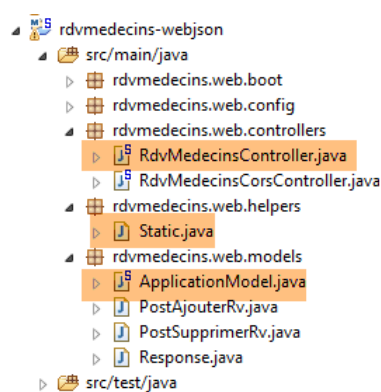 rdvmedecins-webjson
src/main/java
rdvmedecins.web.boot
rdvmedecins.web.config
rdvmedecins.web.controllers
RdvMedecinsController.java
RdvMedecinsCorsController.java
rdvmedecins.web.helpers
Static.java
rdvmedecins.web.models
ApplicationModel.java
PostAjouterRv.java
PostSupprimerRv.java
Response.java
src/test/java